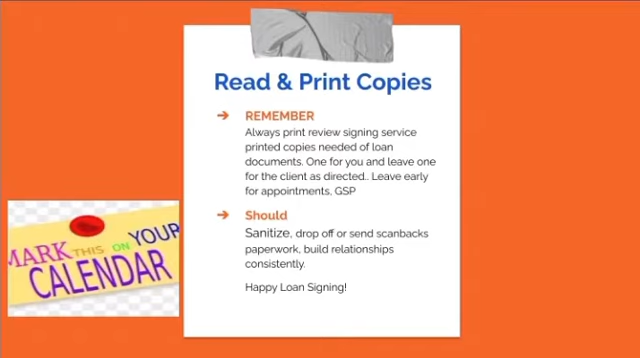 Read & Print Copies
➔ REMEMBER
Always print review signing service
printed copies needed of loan
documents. One for you and leave one
for the client as directed.. Leave early
for appointments, GSP
➔ Should
Sanitize, drop off or send scanbacks
paperwork, build relationships
consistently.
Happy Loan Signing!
MARK THIS ON YOUR
CALENDAR